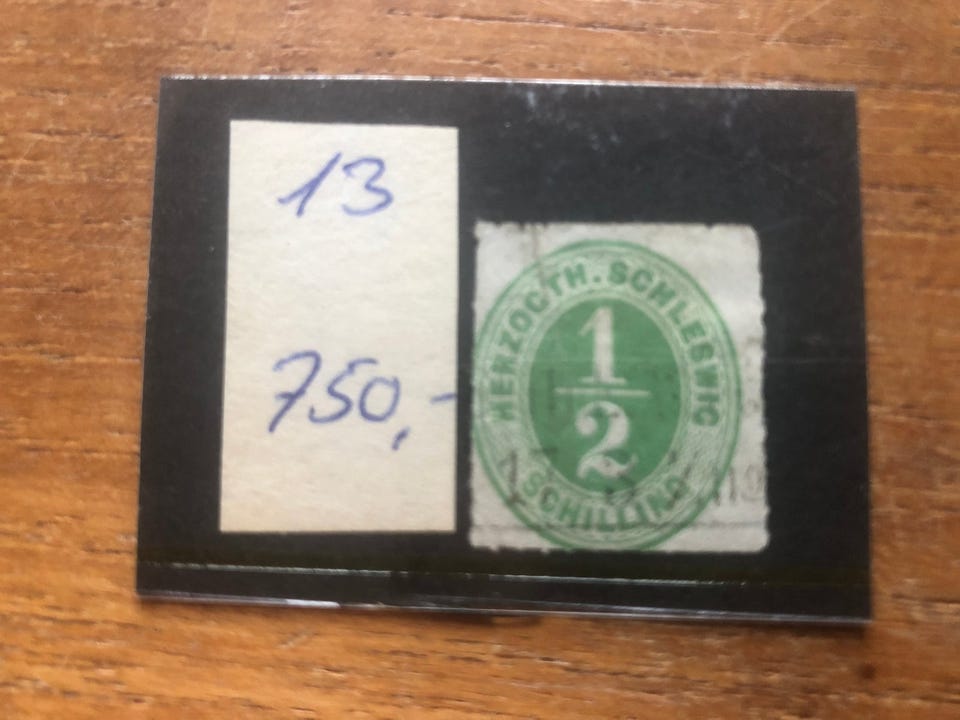 13
750,-
HERZOGTH. SCHLESWIG
1/2
SCHILLING